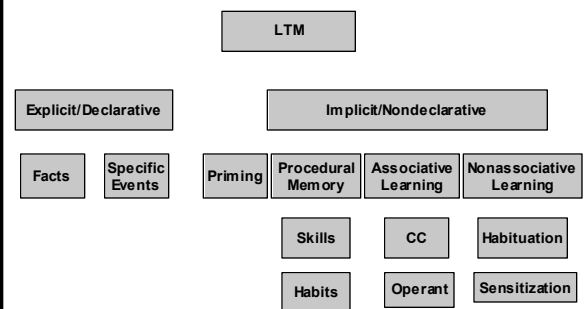 LTM
Explicit/Declarative
Implicit/Nondeclarative
Facts
Specific
Events
Priming
Procedural
Memory
Associative
Learning
Nonassociative
Learning
Skills
CC
Habituation
Habits
Operant
Sensitization